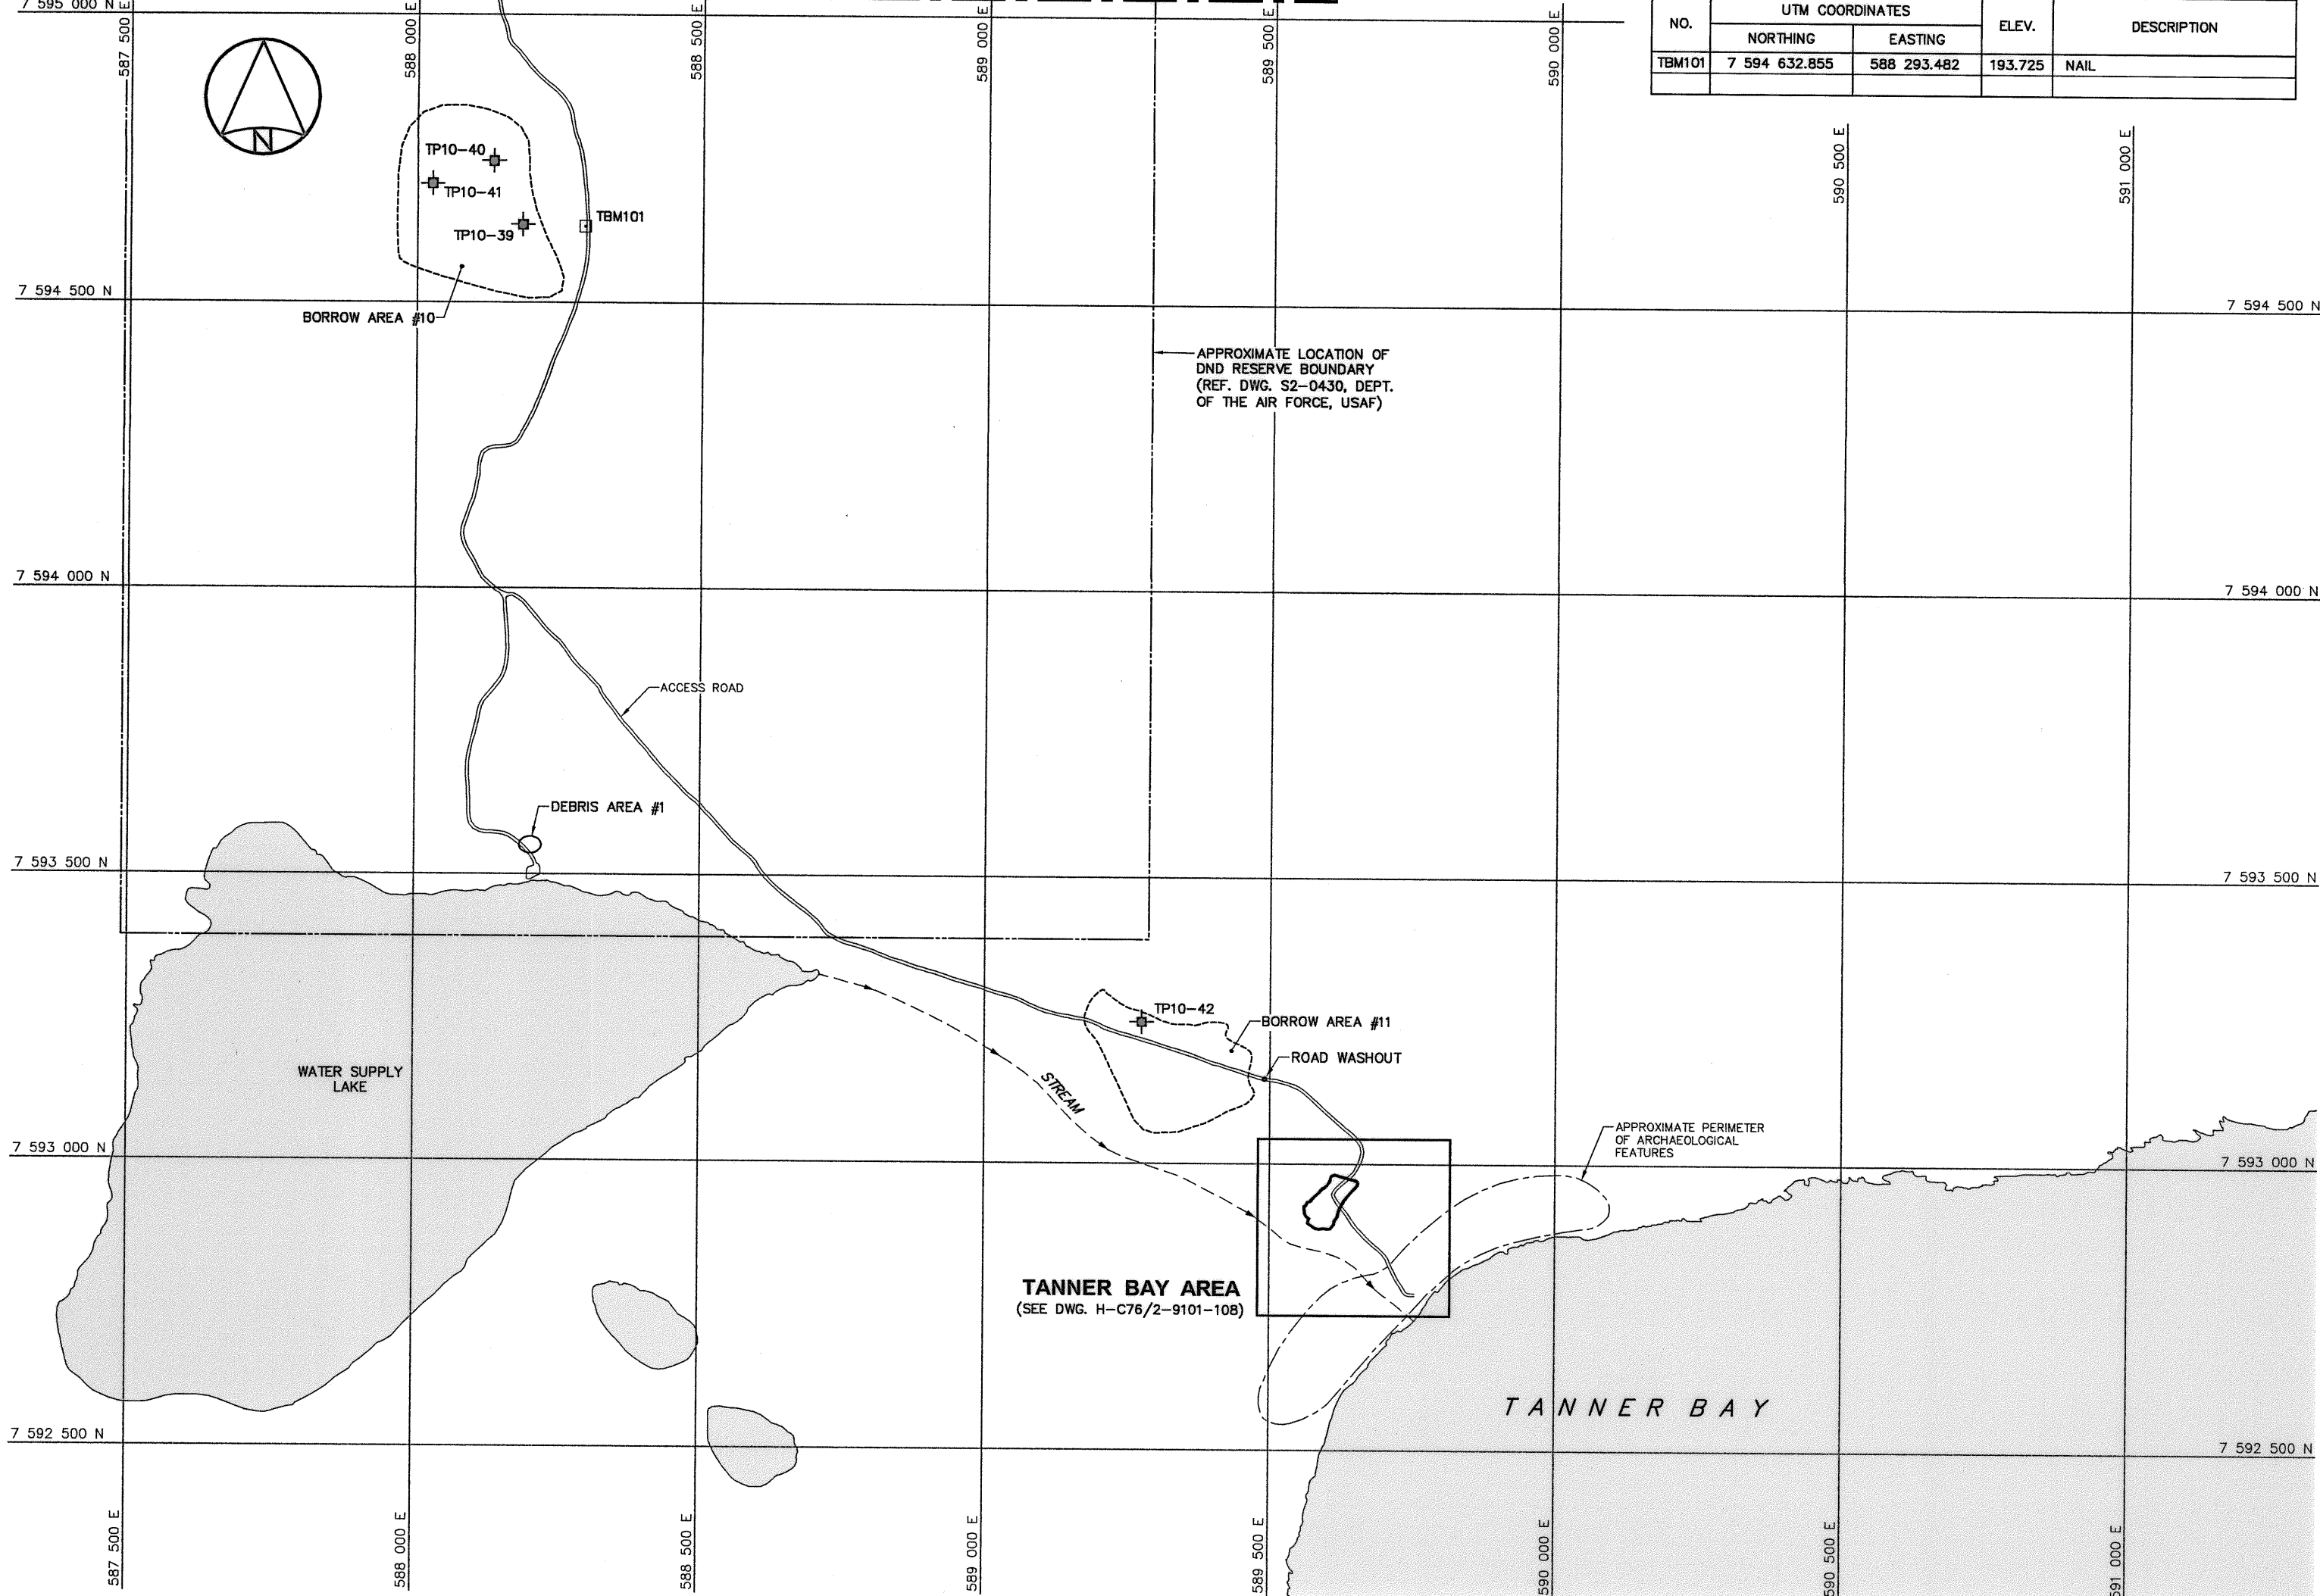 7 595 000 N
587 500 E
588 000 E
588 500 E
589 000 E
589 500 E
590 000 E
590 500 E
591 000 E
NO.
UTM COORDINATES
ELEV.
DESCRIPTION
NORTHING
EASTING
TBM101 7 594 632.855 588 293.482 193.725 NAIL
N
TP10-40
TP10-41
TP10-39
TBM101
BORROW AREA #10
7 594 500 N
7 594 500 N
APPROXIMATE LOCATION OF
DND RESERVE BOUNDARY
(REF. DWG. S2-0430, DEPT.
OF THE AIR FORCE, USAF)
7 594 000 N
7 594 000 N
ACCESS ROAD
DEBRIS AREA #1
7 593 500 N
7 593 500 N
TP10-42
BORROW AREA #11
ROAD WASHOUT
WATER SUPPLY
LAKE
STREAM
APPROXIMATE PERIMETER
OF ARCHAEOLOGICAL
FEATURES
7 593 000 N
7 593 000 N
TANNER BAY AREA
(SEE DWG. H-C76/2-9101-108)
TANNER BAY
7 592 500 N
7 592 500 N
587 500 E
588 000 E
588 500 E
589 000 E
589 500 E
590 000 E
590 500 E
591 000 E